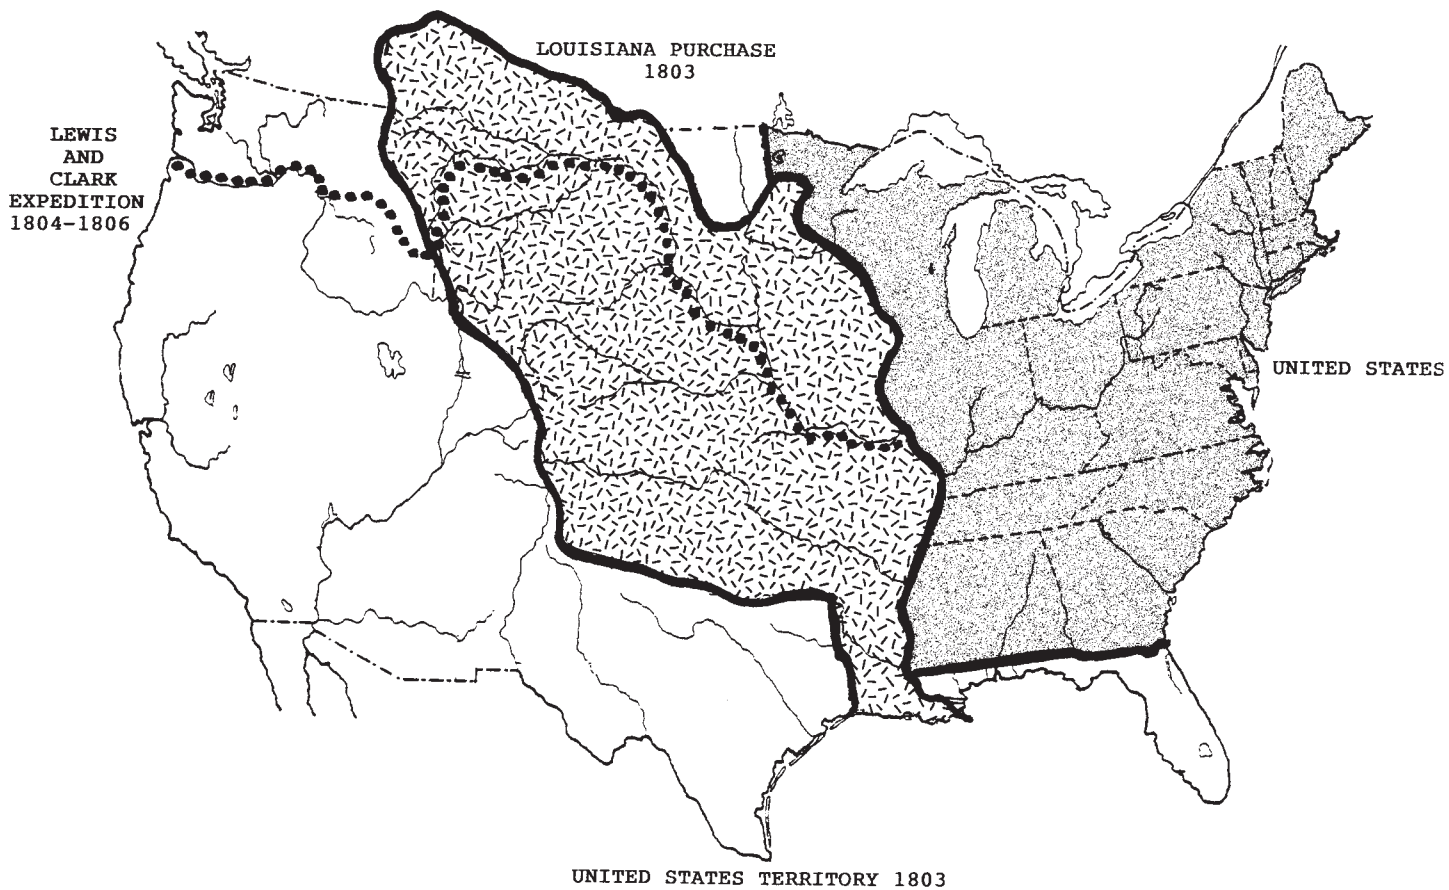 LOUISIANA PURCHASE
1803
LEWIS
AND
CLARK
EXPEDITION
1804-1806
UNITED STATES
UNITED STATES TERRITORY 1803